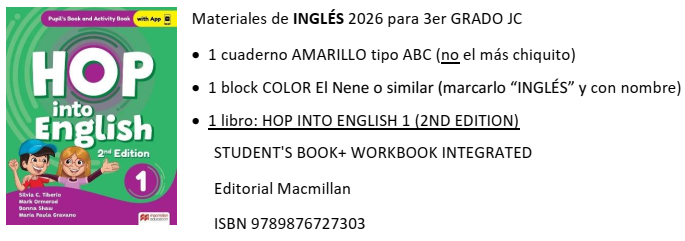 Pupil's Book and Activity Book with App
HOP
into
English
2nd Edition
1
Silvia C. Tiberio
Mark Ormerod
Donna Shaw
María Paula Gravano
macmillan
education
Materiales de INGLÉS 2026 para 3er GRADO JC
• 1 cuaderno AMARILLO tipo ABC (no el más chiquito)
• 1 block COLOR El Nene o similar (marcarlo “INGLÉS” y con nombre)
• 1 libro: HOP INTO ENGLISH 1 (2ND EDITION)
STUDENT'S BOOK+ WORKBOOK INTEGRATED
Editorial Macmillan
ISBN 9789876727303